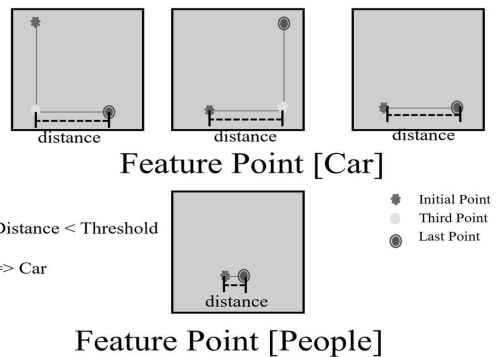 distance
distance
distance
Feature Point [Car]
Distance < Threshold
=> Car
distance
Initial Point
Third Point
Last Point
Feature Point [People]